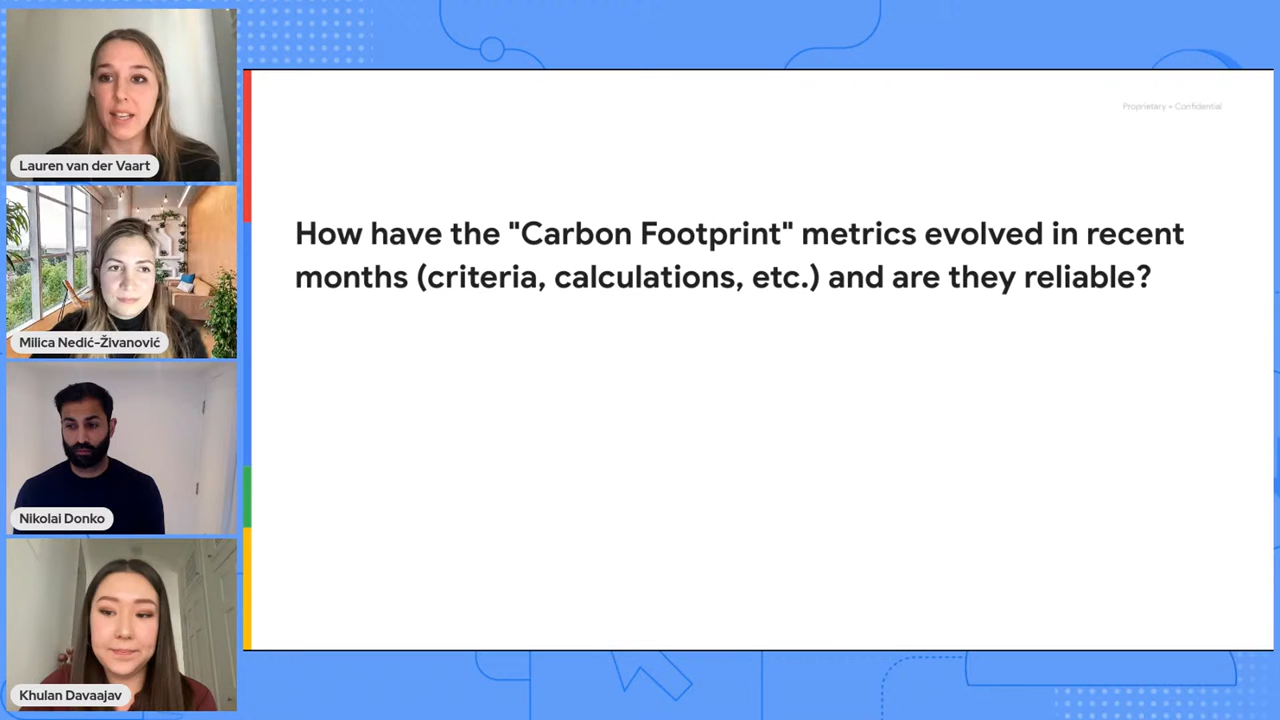 Lauren van der Vaart
Milica Nedić-Živanović
Nikolai Donko
Khulan Davaajav
Proprietary + Confidential
How have the "Carbon Footprint" metrics evolved in recent
months (criteria, calculations, etc.) and are they reliable?